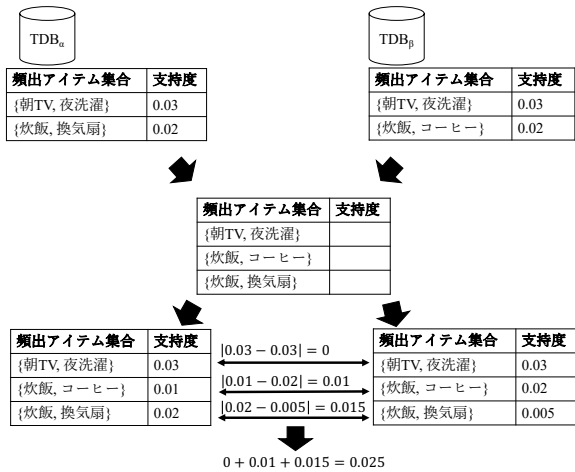 TDBα
TDBβ
頻出アイテム集合 支持度
{朝TV, 夜洗濯} 0.03
{炊飯, 換気扇} 0.02
頻出アイテム集合 支持度
{朝TV, 夜洗濯} 0.03
{炊飯, コーヒー} 0.02
頻出アイテム集合 支持度
{朝TV, 夜洗濯}
{炊飯, コーヒー}
{炊飯, 換気扇}
頻出アイテム集合 支持度
{朝TV, 夜洗濯} 0.03
{炊飯, コーヒー} 0.01
{炊飯, 換気扇} 0.02
|0.03 − 0.03| = 0
|0.01 − 0.02| = 0.01
|0.02 − 0.005| = 0.015
頻出アイテム集合 支持度
{朝TV, 夜洗濯} 0.03
{炊飯, コーヒー} 0.02
{炊飯, 換気扇} 0.005
0 + 0.01 + 0.015 = 0.025